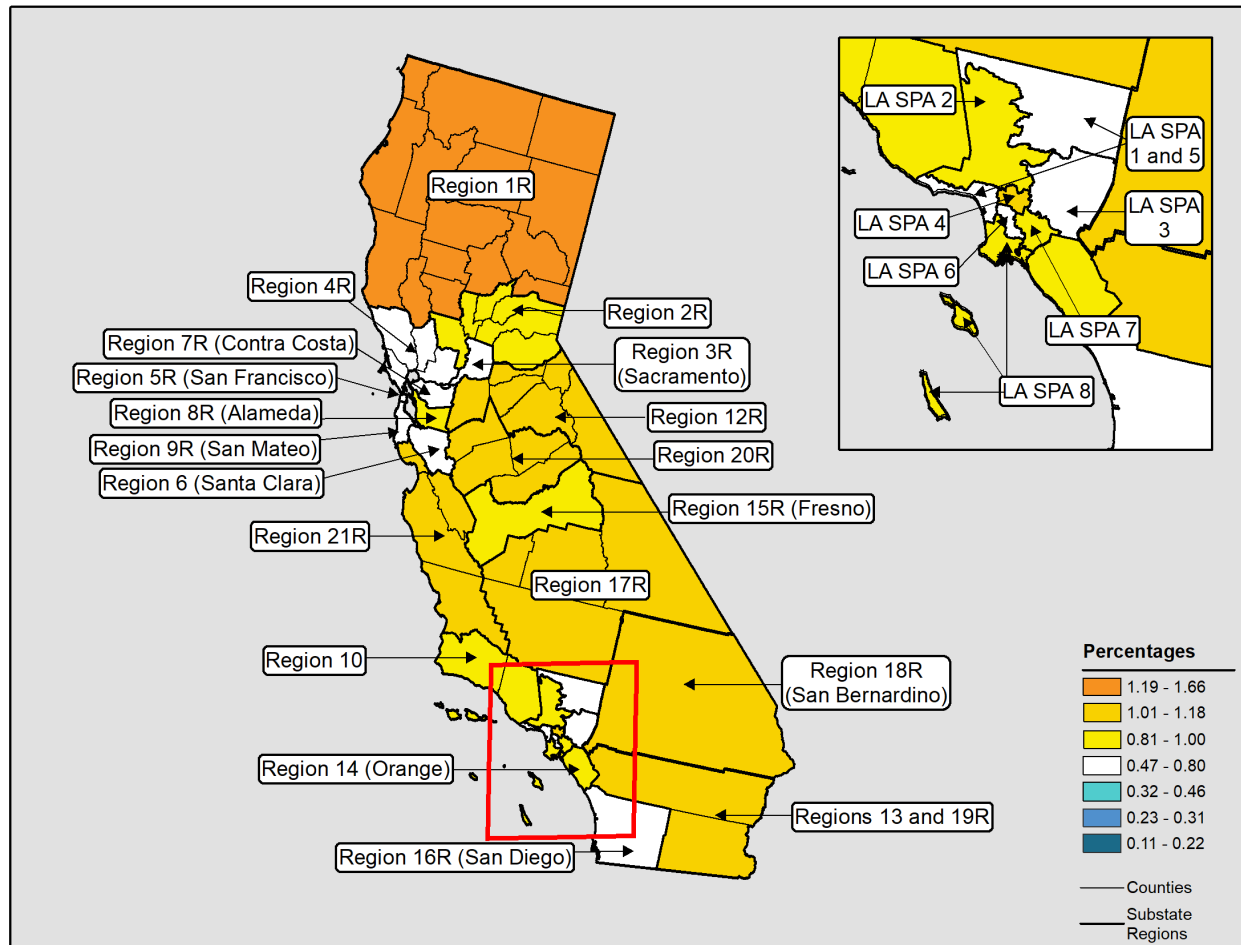 LA SPA 2
LA SPA
1 and 5
LA SPA 4
LA SPA
3
LA SPA 6
LA SPA 7
LA SPA 8
Region 1R
Region 4R
Region 2R
Region 7R (Contra Costa)
Region 3R
(Sacramento)
Region 5R (San Francisco)
Region 8R (Alameda)
Region 12R
Region 9R (San Mateo)
Region 20R
Region 6 (Santa Clara)
Region 15R (Fresno)
Region 21R
Region 17R
Region 10
Region 18R
(San Bernardino)
Region 14 (Orange)
Regions 13 and 19R
Region 16R (San Diego)
Percentages
1.19 - 1.66
1.01 - 1.18
0.81 - 1.00
0.47 - 0.80
0.32 - 0.46
0.23 - 0.31
0.11 - 0.22
Counties
Substate
Regions